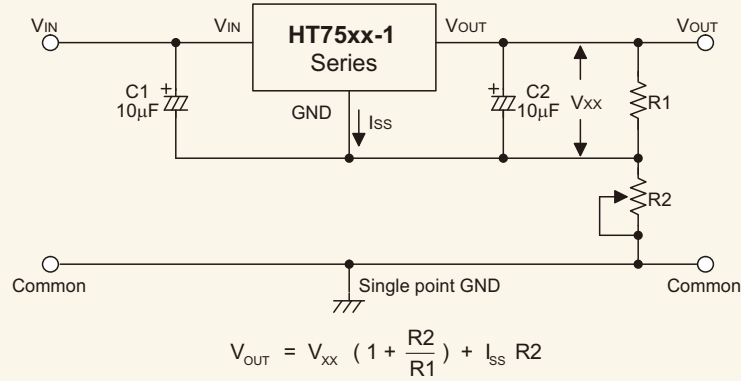 VIN VIN HT75xx-1 VOUT VOUT
Series
C1
10μF
GND
ISS
C2
10μF
VXX
R1
R2
Common Single point GND Common
VOUT = VXX ( 1 + R2/R1 ) + ISS R2